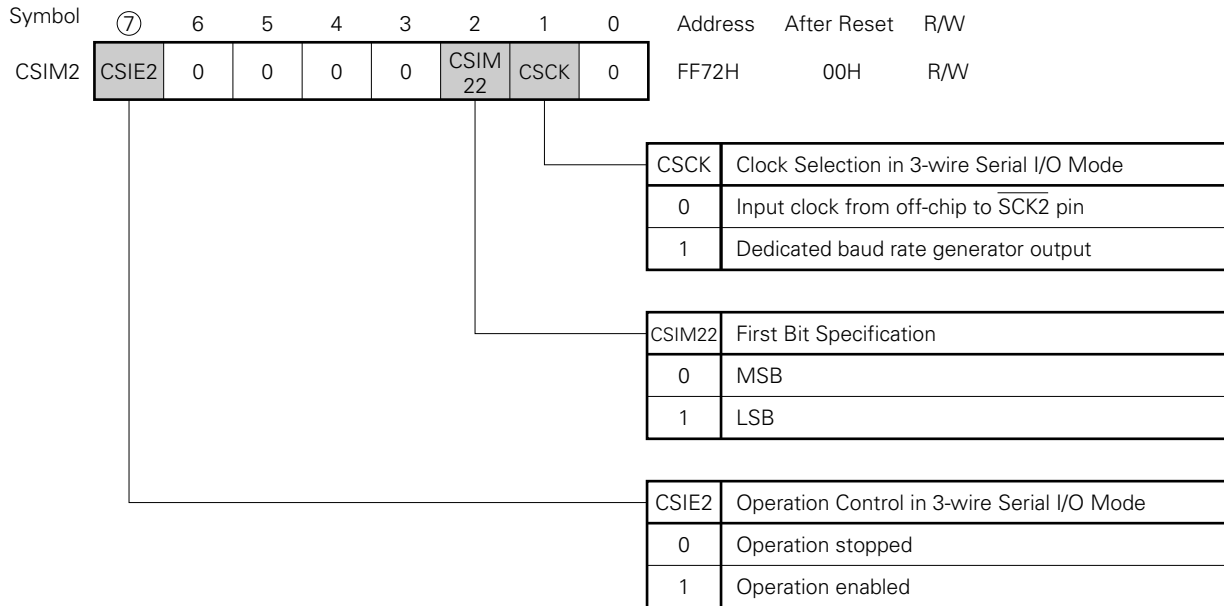 Symbol ⑦ 6 5 4 3 2 1 0 Address After Reset R/W
CSIM2 CSIE2 0 0 0 0 CSIM 22 CSCK 0 FF72H 00H R/W
CSCK Clock Selection in 3-wire Serial I/O Mode
0 Input clock from off-chip to S̅C̅K̅2̅ pin
1 Dedicated baud rate generator output
CSIM22 First Bit Specification
0 MSB
1 LSB
CSIE2 Operation Control in 3-wire Serial I/O Mode
0 Operation stopped
1 Operation enabled